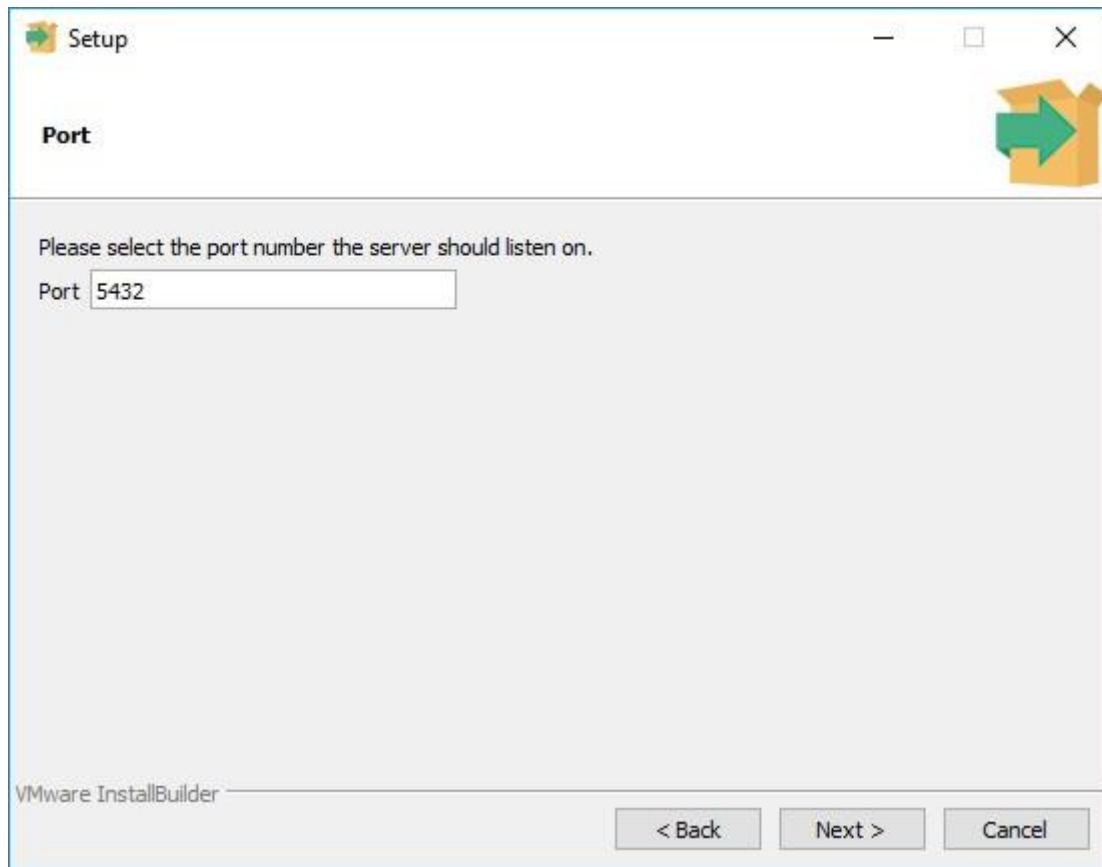 Setup
Port
Please select the port number the server should listen on.
Port 5432
VMware InstallBuilder
< Back Next > Cancel